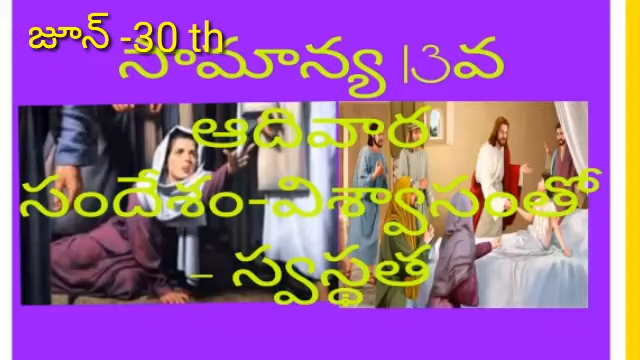 జూన్ -30 th
సామాన్య 13వ
ఆదివార
సందేశం-విశ్వాసంతో
- స్వస్థత